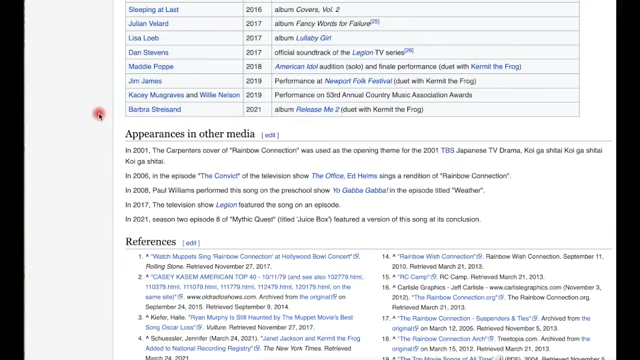 Sleeping at Last 2016 album Covers, Vol. 2
Julian Velard 2017 album Fancy Words for Failure[25]
Lisa Loeb 2017 album Lullaby Girl
Dan Stevens 2017 official soundtrack of the Legion TV series[26]
Maddie Poppe 2018 American Idol audition (solo) and finale performance (duet with Kermit the Frog)
Jim James 2019 Performance at Newport Folk Festival (duet with Kermit the Frog)
Kacey Musgraves and Willie Nelson 2019 Performance on 53rd Annual Country Music Association Awards
Barbra Streisand 2021 album Release Me 2 (duet with Kermit the Frog)
Appearances in other media [ edit ]
In 2001, The Carpenters cover of "Rainbow Connection" was used as the opening theme for the 2001 TBS Japanese TV Drama, Koi ga shitai Koi ga shitai
Koi ga shitai.
In 2006, in the episode "The Convict" of the television show The Office, Ed Helms sings a rendition of "Rainbow Connection".
In 2008, Paul Williams performed this song on the preschool show Yo Gabba Gabba! in the episode titled "Weather".
In 2017, The television show Legion featured the song on an episode.
In 2021, season two episode 8 of "Mythic Quest" (titled 'Juice Box') featured a version of this song at its conclusion.
References [ edit ]
1. ^ "Watch Muppets Sing 'Rainbow Connection' at Hollywood Bowl Concert".
Rolling Stone. Retrieved November 27, 2017.
2. ^ "CASEY KASEM AMERICAN TOP 40 - 10/11/79 (and see also 102779.html,
110379.html, 111079.html, 111779.html, 112479.html, 120179.html, on the
same site)". www.oldradioshows.com. Archived from the original on
September 24, 2015. Retrieved September 9, 2014.
3. ^ Kiefer, Halle. "Ryan Murphy Is Still Haunted by The Muppet Movie's Best
Song Oscar Loss". Vulture. Retrieved November 27, 2017.
4. ^ Schuessler, Jennifer (March 24, 2021). "Janet Jackson and Kermit the Frog
Added to National Recording Registry". The New York Times. Retrieved
March 24, 2021.
14. ^ "Rainbow Wish Connection". Rainbow Wish Connection. September 11,
2010. Retrieved March 21, 2013.
15. ^ "RC Camp". RC Camp. Retrieved March 21, 2013.
16. ^ Carlisle Graphics - Jeff Carlisle - www.carlislegraphics.com (November 3,
2012). "The Rainbow Connection.org". The Rainbow Connection.org.
Retrieved March 21, 2013.
17. ^ "The Rainbow Connection - Suspenders & Ties". Archived from the
original on March 12, 2005. Retrieved November 5, 2013.
18. ^ "The Rainbow Connection Arch". Treetopia.com. Archived from the
original on March 15, 2021. Retrieved March 21, 2013.